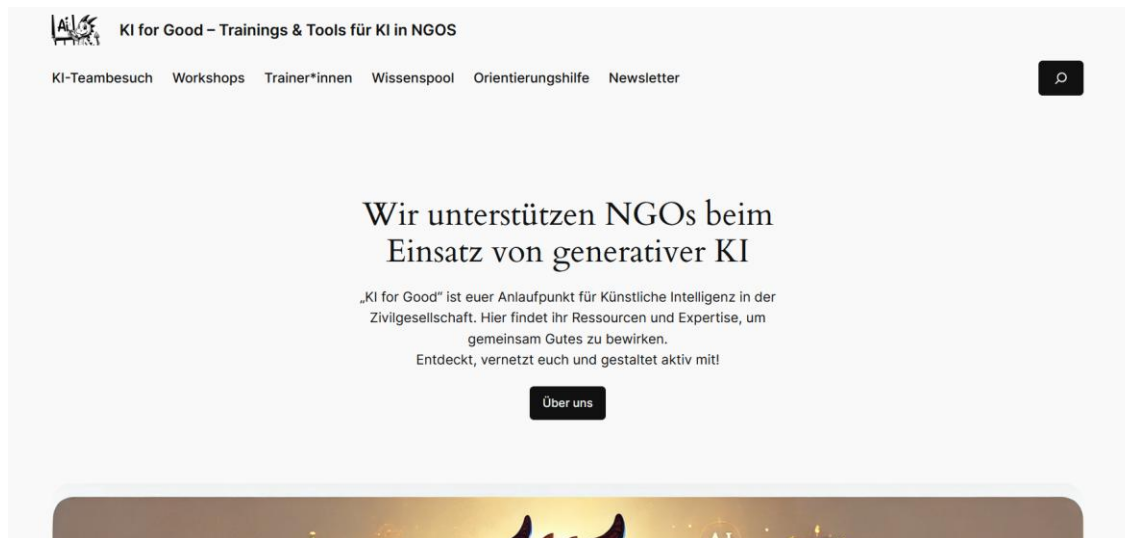 Ai
KI for Good – Trainings & Tools für KI in NGOS
KI-Teambesuch Workshops Trainer*innen Wissenspool Orientierungshilfe Newsletter
Wir unterstützen NGOs beim
Einsatz von generativer KI
„KI for Good“ ist euer Anlaufpunkt für Künstliche Intelligenz in der
Zivilgesellschaft. Hier findet ihr Ressourcen und Expertise, um
gemeinsam Gutes zu bewirken.
Entdeckt, vernetzt euch und gestaltet aktiv mit!
Über uns
AI